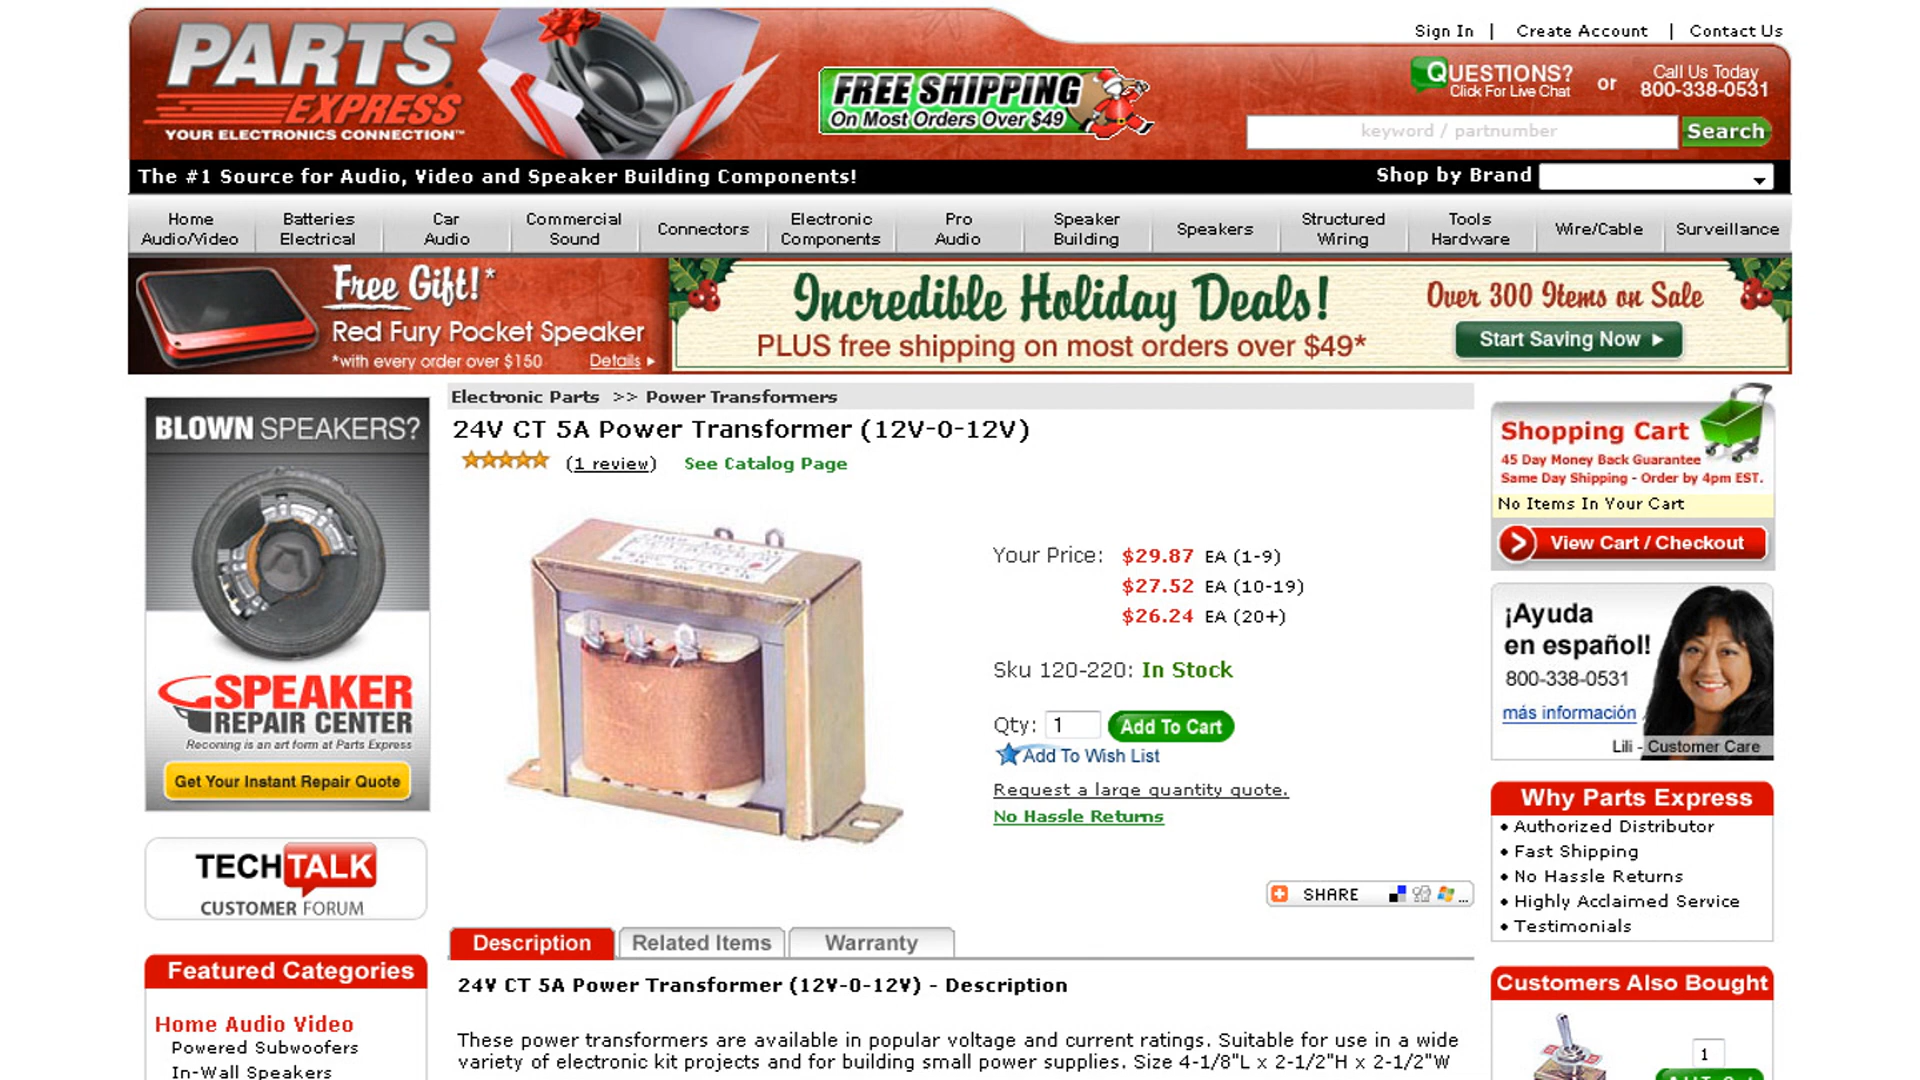 PARTS
EXPRESS
YOUR ELECTRONICS CONNECTION™
FREE SHIPPING
On Most Orders Over $49
Sign In | Create Account | Contact Us
QUESTIONS?
Click For Live Chat
or
Call Us Today
800-338-0531
keyword / partnumber
Search
The #1 Source for Audio, Video and Speaker Building Components!
Shop by Brand
Home Audio/Video
Batteries Electrical
Car Audio
Commercial Sound
Connectors
Electronic Components
Pro Audio
Speaker Building
Speakers
Structured Wiring
Tools Hardware
Wire/Cable
Surveillance
Free Gift!*
Red Fury Pocket Speaker
*with every order over $150 Details
Incredible Holiday Deals!
PLUS free shipping on most orders over $49*
Over 300 Items on Sale
Start Saving Now
BLOWN SPEAKERS?
SPEAKER
REPAIR CENTER
Reconing is an art form at Parts Express
Get Your Instant Repair Quote
TECH TALK
CUSTOMER FORUM
Featured Categories
Home Audio Video
Powered Subwoofers
In-Wall Speakers
Electronic Parts >> Power Transformers
24V CT 5A Power Transformer (12V-0-12V)
(1 review) See Catalog Page
Your Price: $29.87 EA (1-9)
$27.52 EA (10-19)
$26.24 EA (20+)
Sku 120-220: In Stock
Qty: 1 Add To Cart
Add To Wish List
Request a large quantity quote.
No Hassle Returns
SHARE ...
Description
Related Items
Warranty
24V CT 5A Power Transformer (12V-0-12V) - Description
These power transformers are available in popular voltage and current ratings. Suitable for use in a wide
variety of electronic kit projects and for building small power supplies. Size 4-1/8"L x 2-1/2"H x 2-1/2"W
Shopping Cart
45 Day Money Back Guarantee
Same Day Shipping - Order by 4pm EST.
No Items In Your Cart
View Cart / Checkout
¡Ayuda
en español!
800-338-0531
más información
Lili - Customer Care
Why Parts Express
• Authorized Distributor
• Fast Shipping
• No Hassle Returns
• Highly Acclaimed Service
• Testimonials
Customers Also Bought
1
Add To Cart